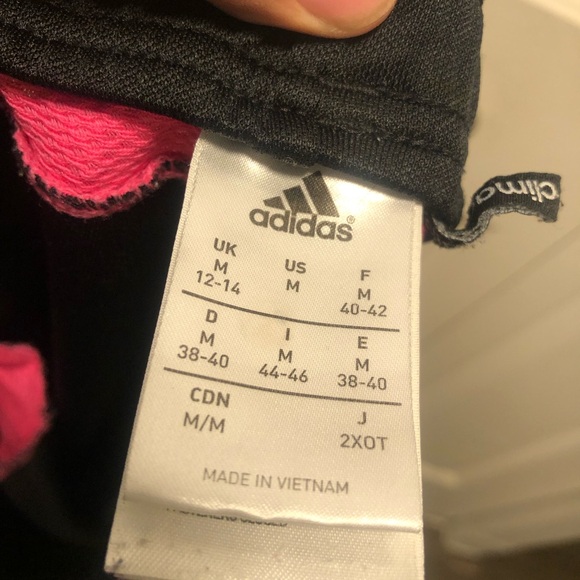 adidas®
UK US F
M M M
12-14 40-42
D I E
M M M
38-40 44-46 38-40
CDN J
M/M 2XOT
MADE IN VIETNAM
clima